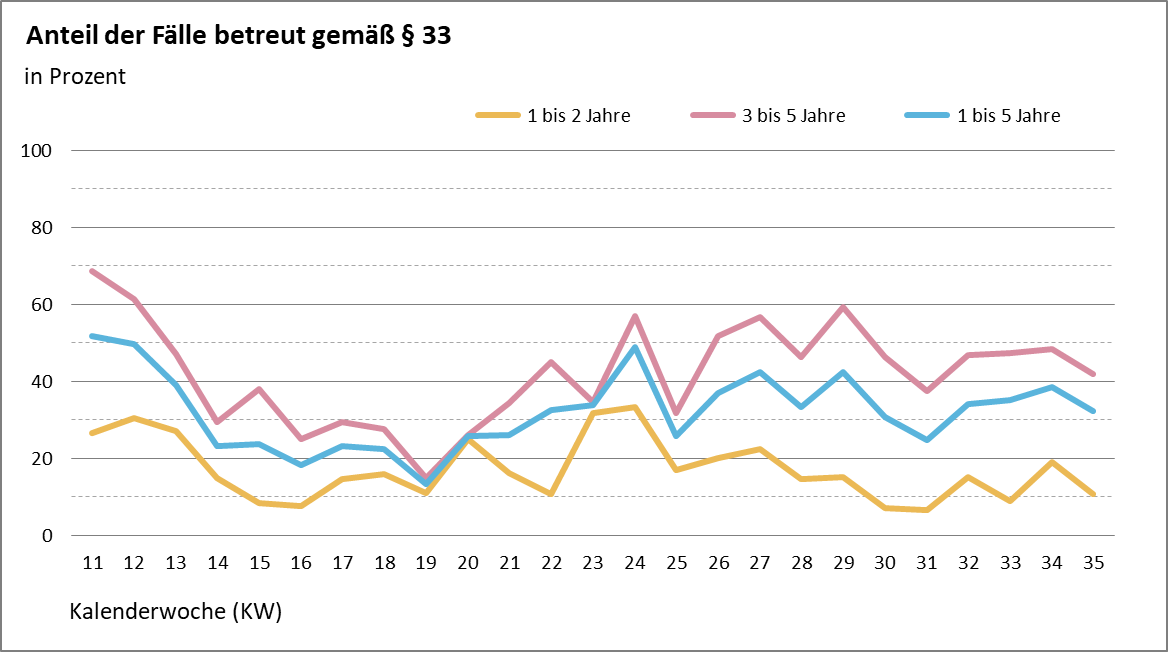 Anteil der Fälle betreut gemäß § 33
in Prozent
1 bis 2 Jahre 3 bis 5 Jahre 1 bis 5 Jahre
100
80
60
40
20
0
11 12 13 14 15 16 17 18 19 20 21 22 23 24 25 26 27 28 29 30 31 32 33 34 35
Kalenderwoche (KW)